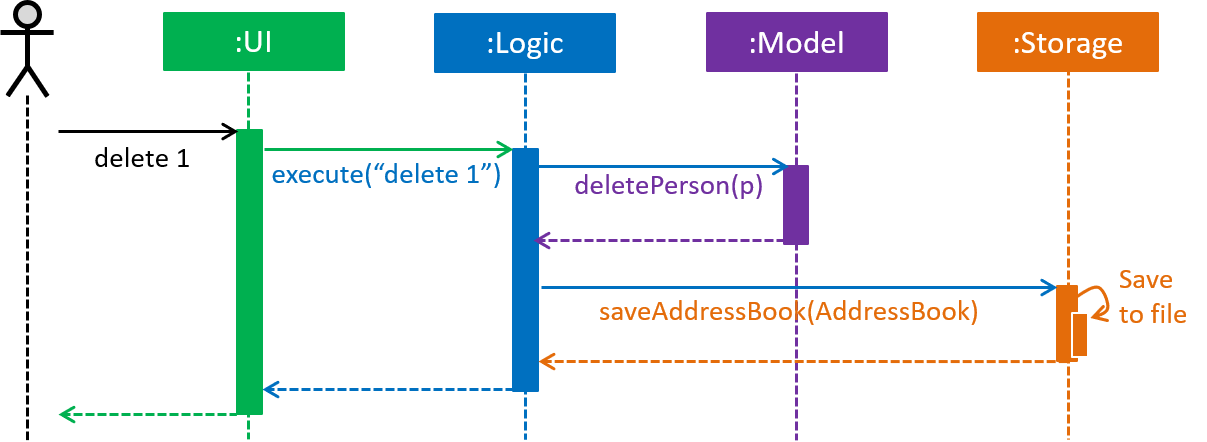 :UI
:Logic
:Model
:Storage
delete 1
execute(“delete 1”)
deletePerson(p)
saveAddressBook(AddressBook)
Save
to file